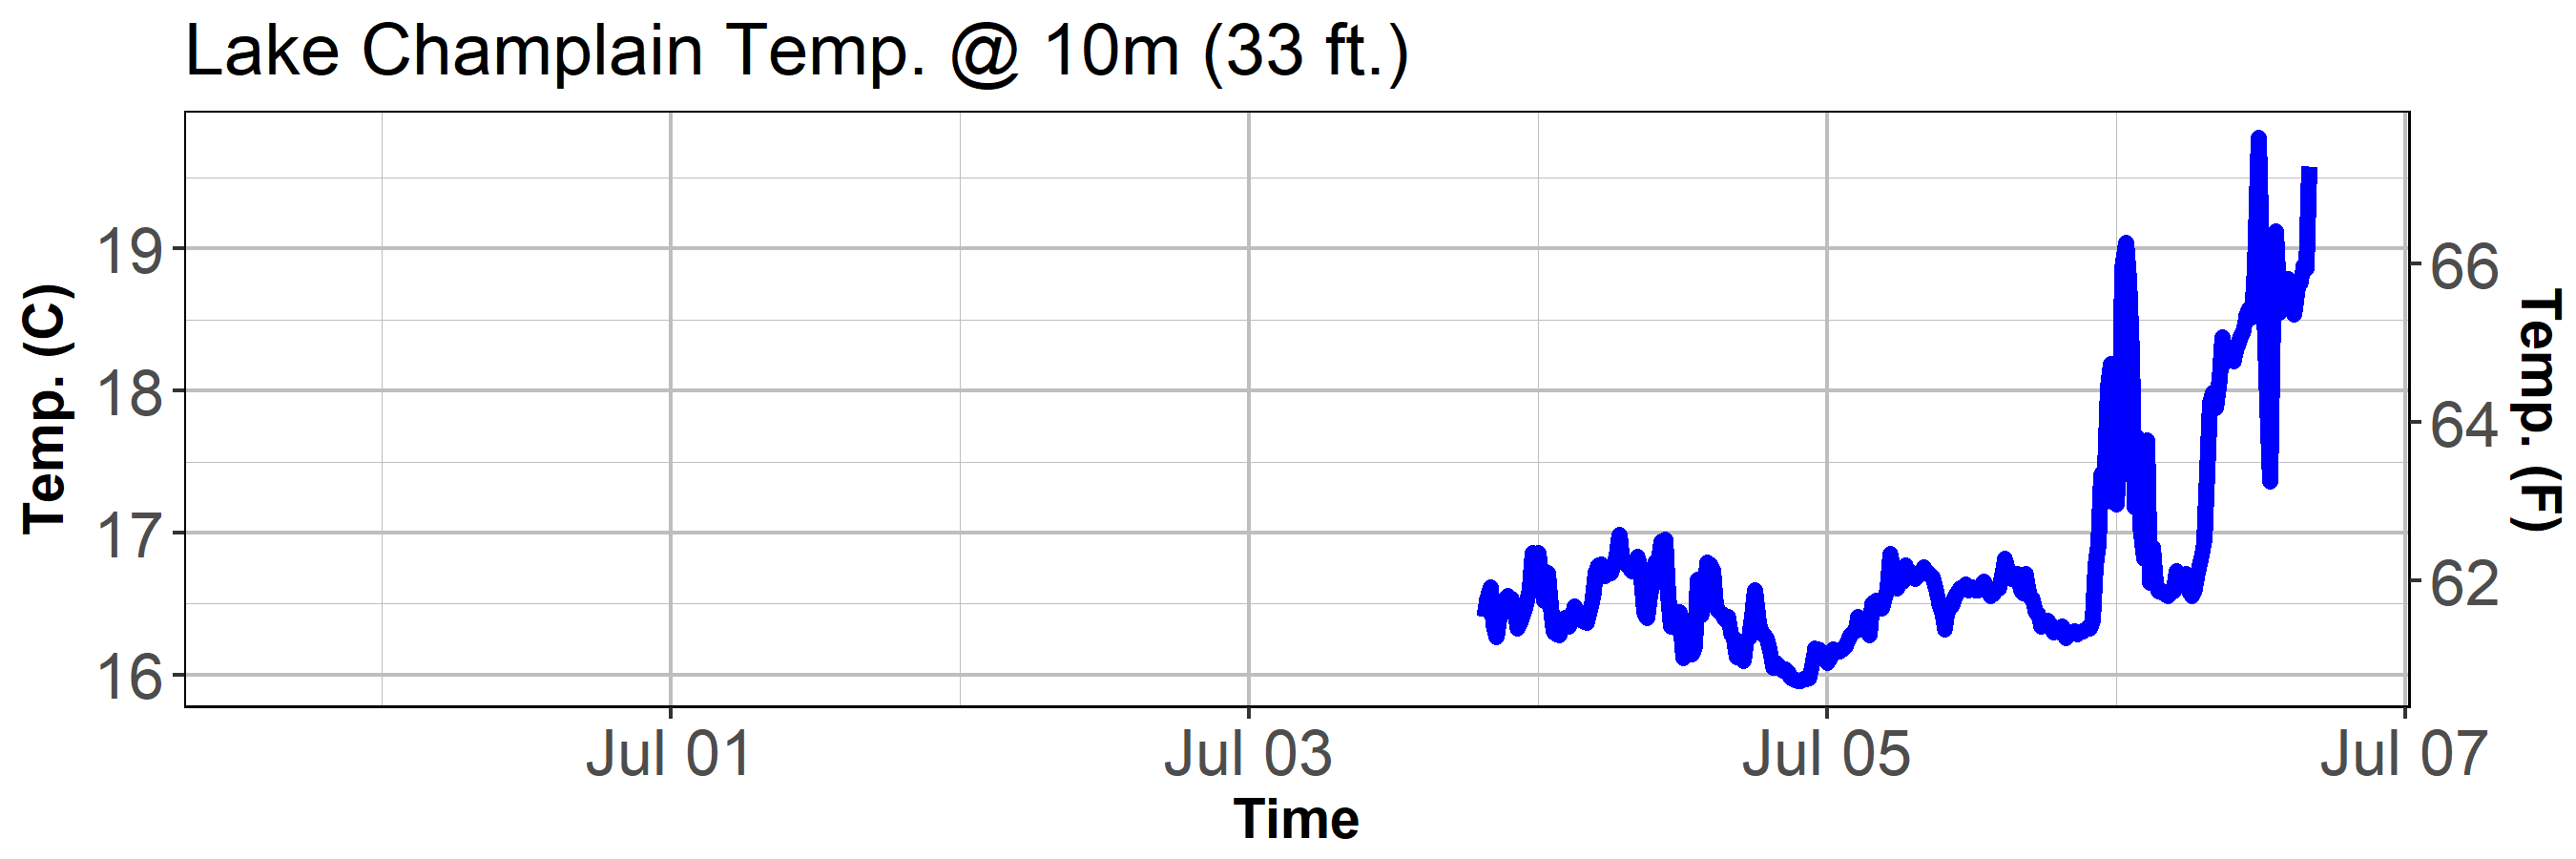 Lake Champlain Temp. @ 10m (33 ft.)
Temp. (C)
19
18
17
16
66
64
62
Temp. (F)
Jul 01
Jul 03
Jul 05
Jul 07
Time